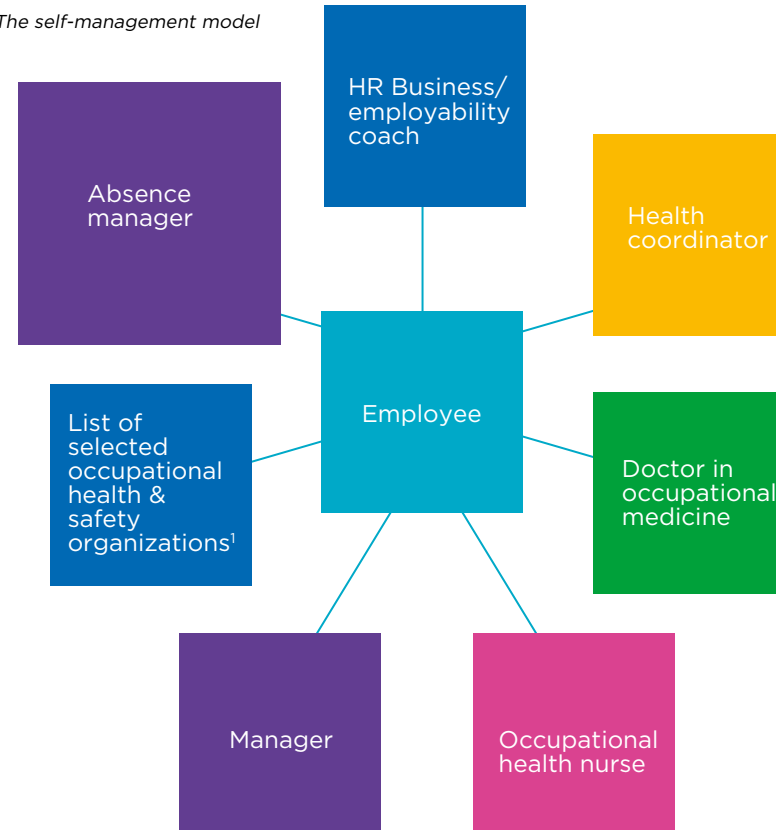 The self-management model
HR Business/
employability
coach
Absence
manager
Health
coordinator
Employee
List of
selected
occupational
health &
safety
organizations¹
Doctor in
occupational
medicine
Manager
Occupational
health nurse